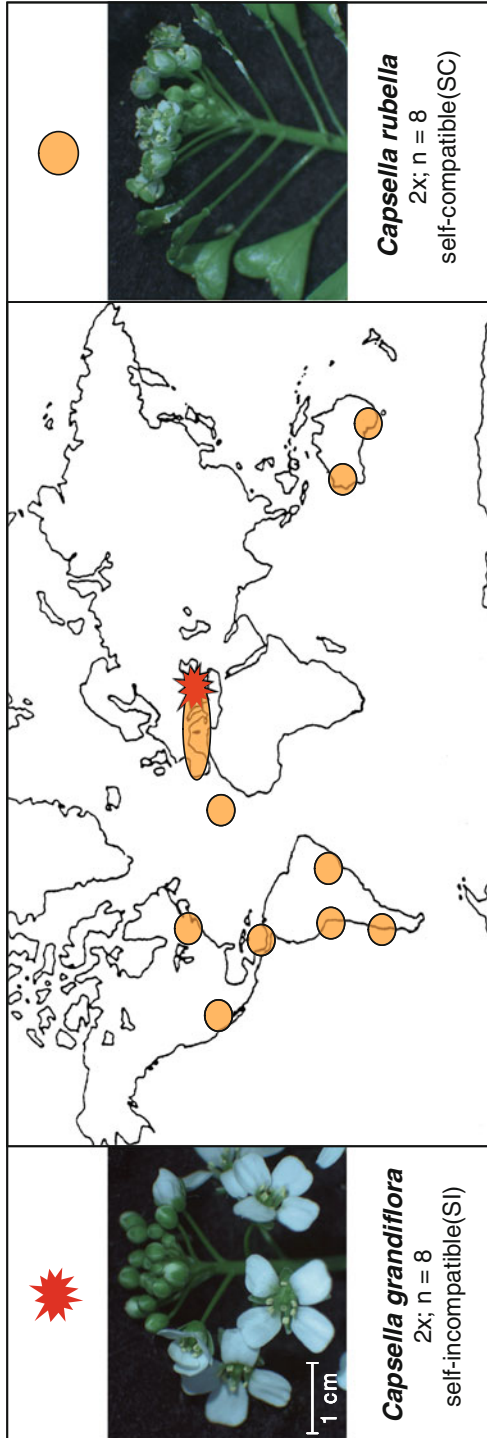 1 cm
Capsella grandiflora
2x; n = 8
self-incompatible(SI)
Capsella rubella
2x; n = 8
self-compatible(SC)